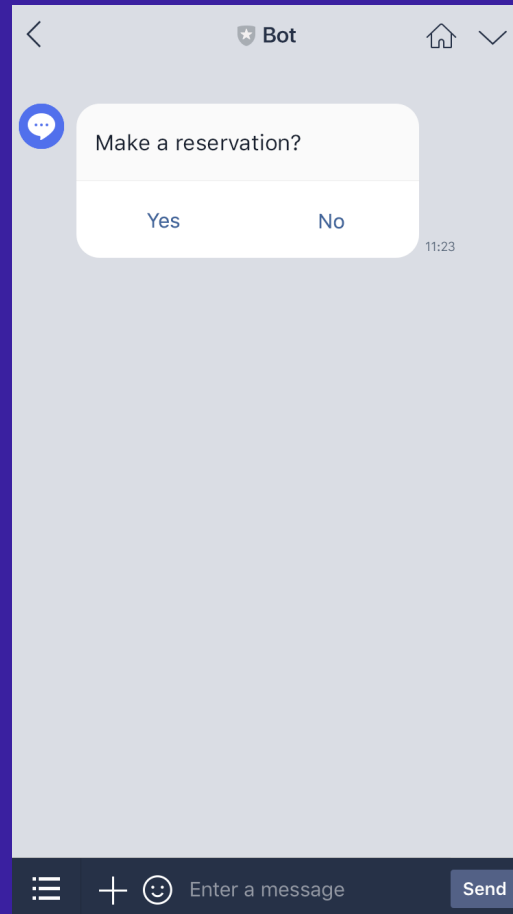 Bot
Make a reservation?
Yes No
11:23
Enter a message Send